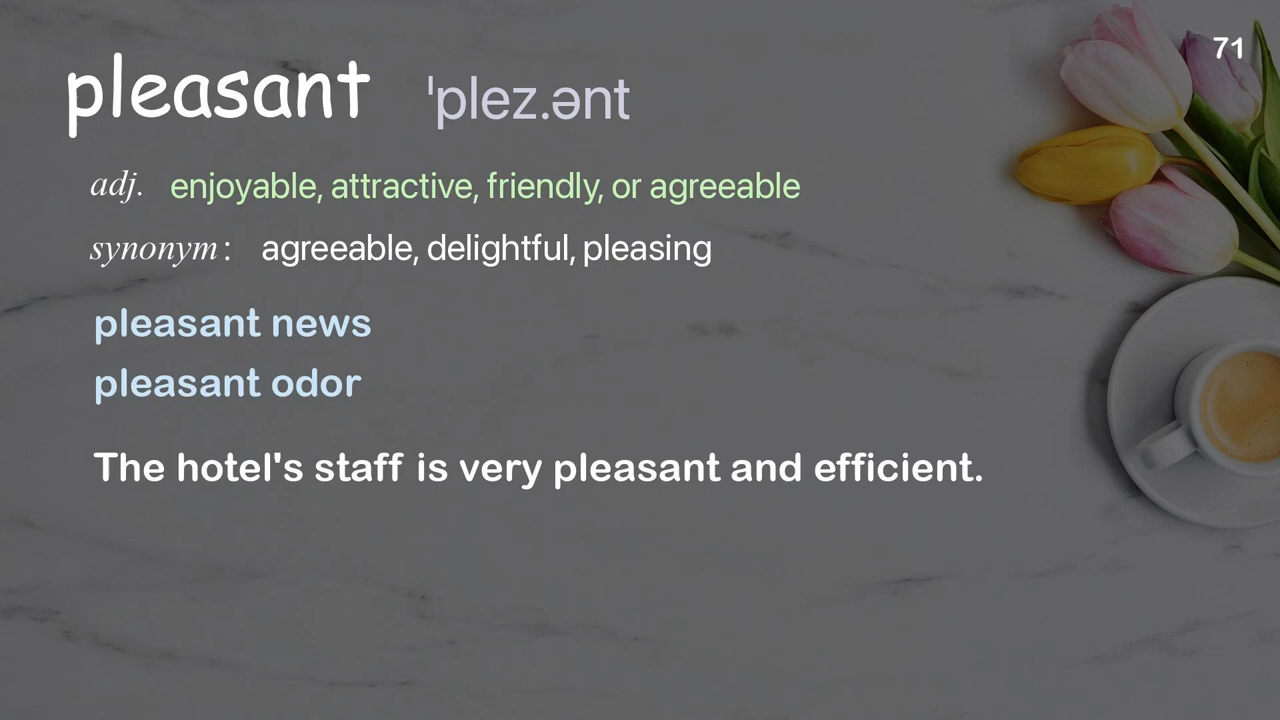 71
pleasant ˈplez.ənt
adj. enjoyable, attractive, friendly, or agreeable
synonym : agreeable, delightful, pleasing
pleasant news
pleasant odor
The hotel's staff is very pleasant and efficient.